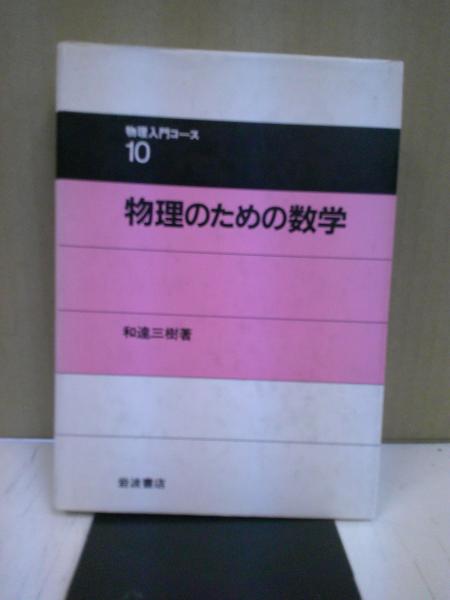 物理入門コース
10
物理のための数学
和達三樹著
岩波書店